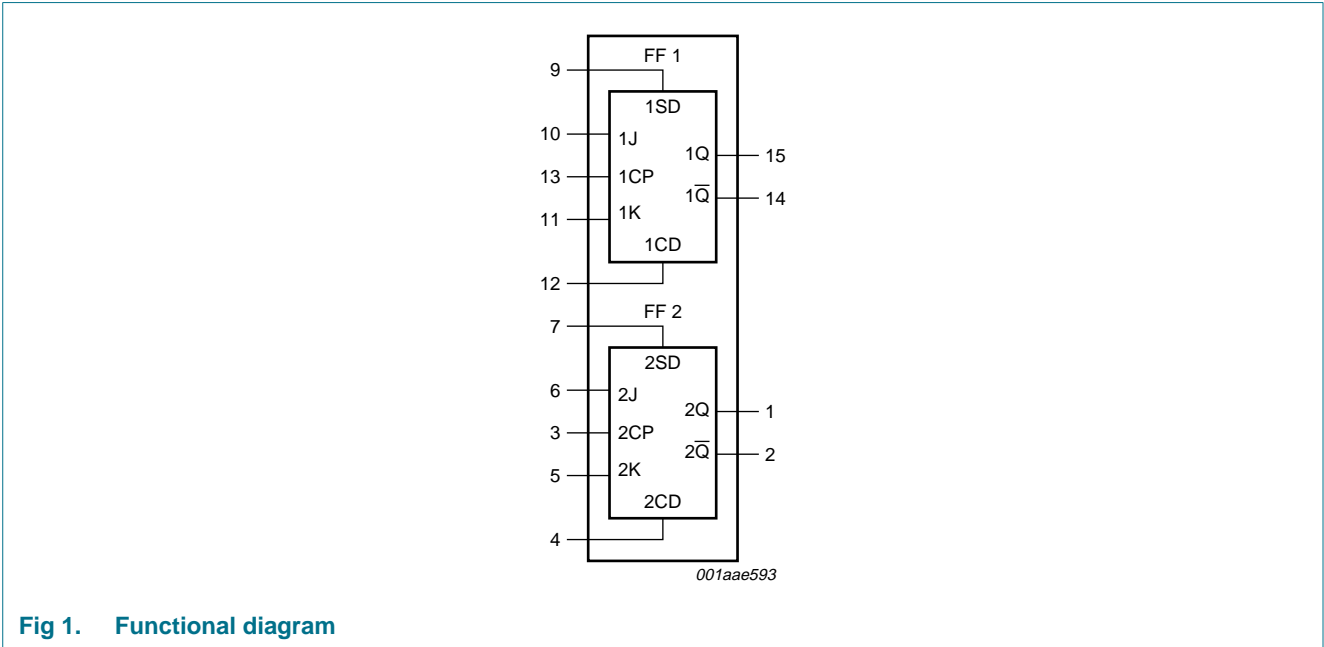 FF 1
9
1SD
10
1J
1Q
15
13
1CP
1Q̅
14
11
1K
1CD
12
FF 2
7
2SD
6
2J
2Q
1
3
2CP
2Q̅
2
5
2K
2CD
4
001aae593
Fig 1. Functional diagram